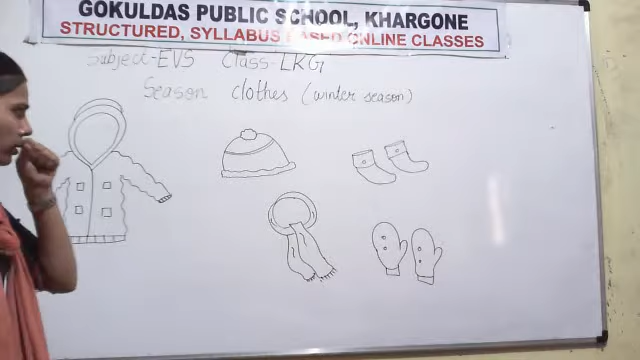 GOKULDAS PUBLIC SCHOOL, KHARGONE
STRUCTURED, SYLLABUS BASED ONLINE CLASSES
Subject-EVS Class-LKG
Season clothes (winter season)